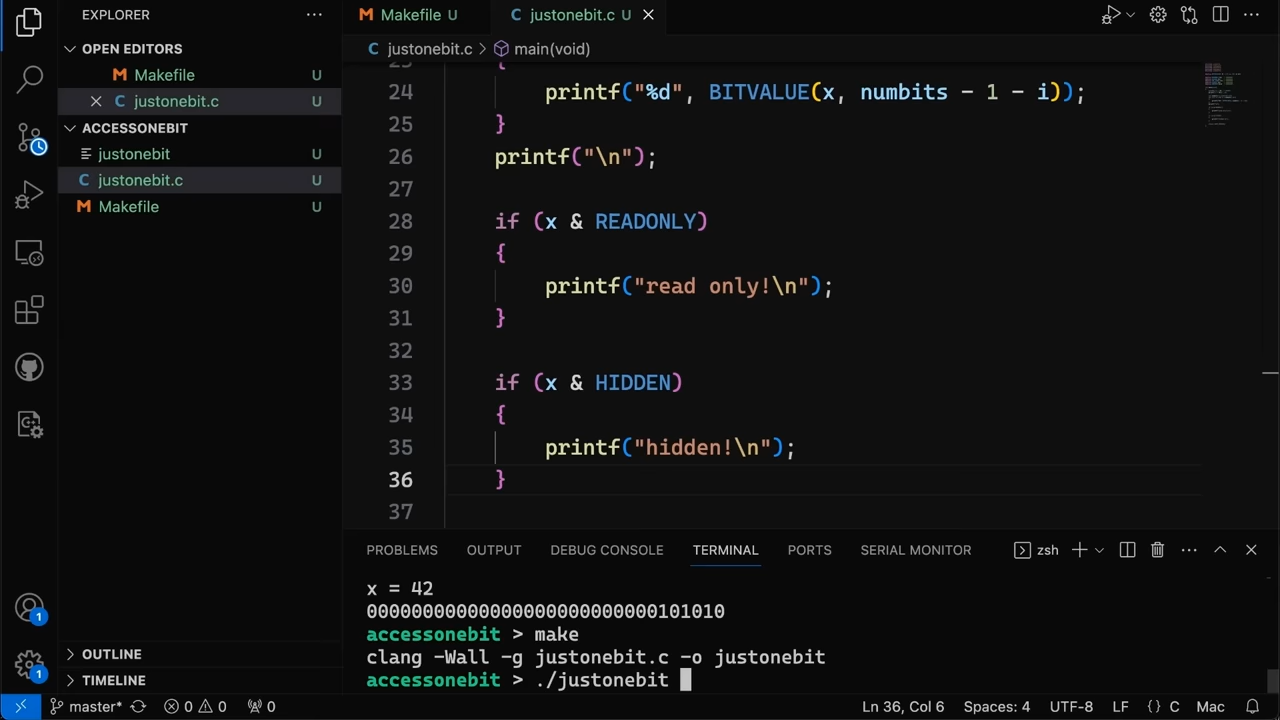 EXPLORER
OPEN EDITORS
M Makefile U
C justonebit.c U
ACCESSONEBIT
justonebit U
C justonebit.c U
M Makefile U
OUTLINE
TIMELINE
M Makefile U
C justonebit.c U
C justonebit.c > main(void)
23 {
24 printf("%d", BITVALUE(x, numbits - 1 - i));
25 }
26 printf("\n");
27
28 if (x & READONLY)
29 {
30 printf("read only!\n");
31 }
32
33 if (x & HIDDEN)
34 {
35 printf("hidden!\n");
36 }
37
PROBLEMS OUTPUT DEBUG CONSOLE TERMINAL PORTS SERIAL MONITOR zsh
x = 42
00000000000000000000000000101010
accessonebit > make
clang -Wall -g justonebit.c -o justonebit
accessonebit > ./justonebit
1
1
master* 0 0 0 Ln 36, Col 6 Spaces: 4 UTF-8 LF {} C Mac